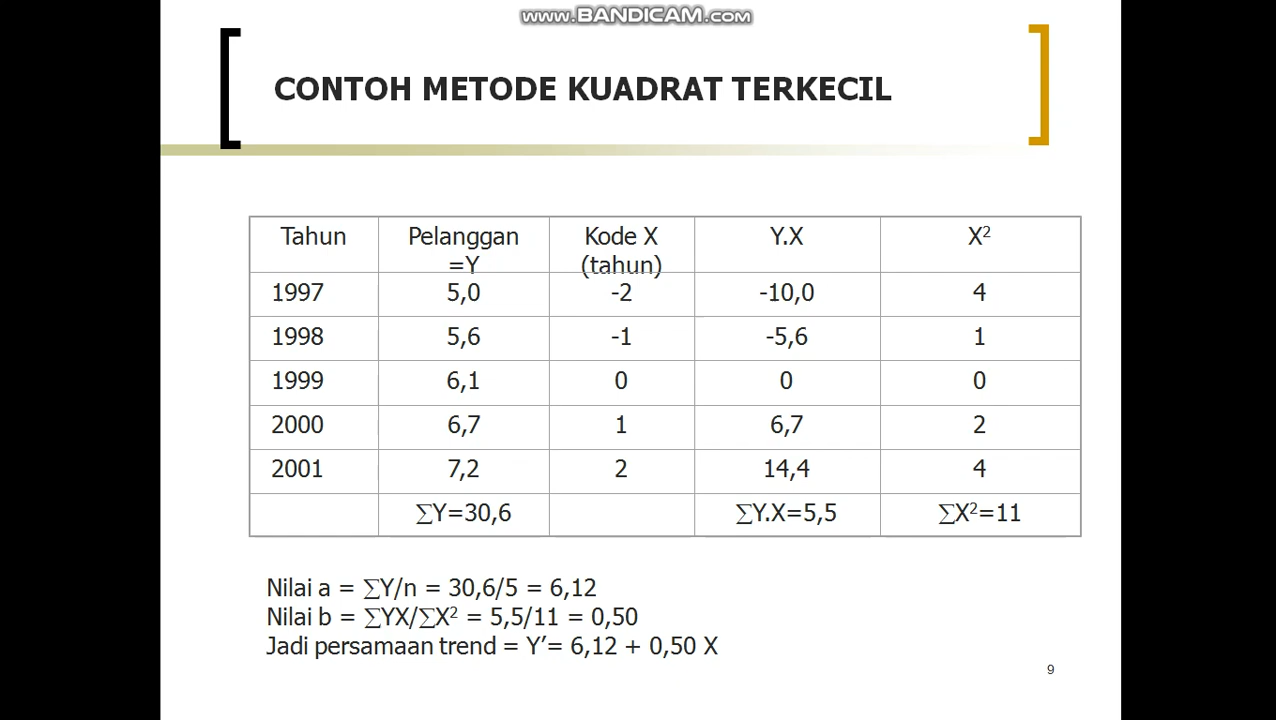 www.BANDICAM.com
CONTOH METODE KUADRAT TERKECIL
Tahun Pelanggan =Y Kode X (tahun) Y.X X²
1997 5,0 -2 -10,0 4
1998 5,6 -1 -5,6 1
1999 6,1 0 0 0
2000 6,7 1 6,7 2
2001 7,2 2 14,4 4
∑Y=30,6 ∑Y.X=5,5 ∑X²=11
Nilai a = ∑Y/n = 30,6/5 = 6,12
Nilai b = ∑YX/∑X² = 5,5/11 = 0,50
Jadi persamaan trend = Y’= 6,12 + 0,50 X
9